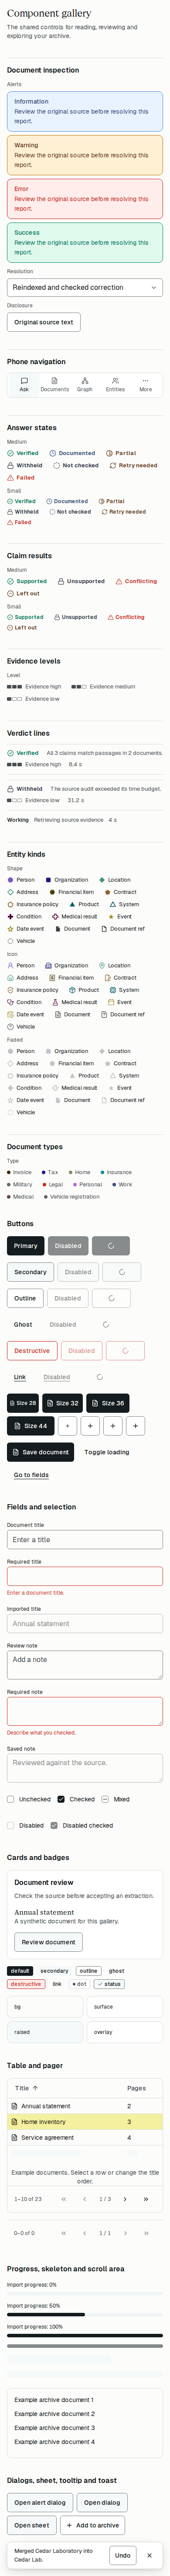 Component gallery
The shared controls for reading, reviewing and
exploring your archive.
Document inspection
Alerts
Information
Review the original source before resolving this
report.
Warning
Review the original source before resolving this
report.
Error
Review the original source before resolving this
report.
Success
Review the original source before resolving this
report.
Resolution
Reindexed and checked correction
Disclosure
Original source text
Phone navigation
Ask Documents Graph Entities More
Answer states
Medium
Verified Documented Partial
Withheld Not checked Retry needed
Failed
Small
Verified Documented Partial
Withheld Not checked Retry needed
Failed
Claim results
Medium
Supported Unsupported Conflicting
Left out
Small
Supported Unsupported Conflicting
Left out
Evidence levels
Level
Evidence high Evidence medium
Evidence low
Verdict lines
Verified All 3 claims match passages in 2 documents.
Evidence high 8.4 s
Withheld The source audit exceeded its time budget.
Evidence low 31.2 s
Working Retrieving source evidence 4 s
Entity kinds
Shape
Person Organization Location
Address Financial item Contract
Insurance policy Product System
Condition Medical result Event
Date event Document Document ref
Vehicle
Icon
Person Organization Location
Address Financial item Contract
Insurance policy Product System
Condition Medical result Event
Date event Document Document ref
Vehicle
Faded
Person Organization Location
Address Financial item Contract
Insurance policy Product System
Condition Medical result Event
Date event Document Document ref
Vehicle
Document types
Type
Invoice Tax Home Insurance
Military Legal Personal Work
Medical Vehicle registration
Buttons
Primary Disabled
Secondary Disabled
Outline Disabled
Ghost Disabled
Destructive Disabled
Link Disabled
Size 28 Size 32 Size 36
Size 44
Save document Toggle loading
Go to fields
Fields and selection
Document title
Enter a title
Required title
Enter a document title.
Imported title
Annual statement
Review note
Add a note
Required note
Describe what you checked.
Saved note
Reviewed against the source.
Unchecked Checked Mixed
Disabled Disabled checked
Cards and badges
Document review
Check the source before accepting an extraction.
Annual statement
A synthetic document for this gallery.
Review document
default secondary outline ghost
destructive link dot status
bg surface
raised overlay
Table and pager
Title Pages
Annual statement 2
Home inventory 3
Service agreement 4
Example documents. Select a row or change the title
order.
1–10 of 23 1 / 3
0–0 of 0 1 / 1
Progress, skeleton and scroll area
Import progress: 0%
Import progress: 50%
Import progress: 100%
Example archive document 1
Example archive document 2
Example archive document 3
Example archive document 4
Dialogs, sheet, tooltip and toast
Open alert dialog Open dialog
Open sheet Add to archive
Merged Cedar Laboratory into
Cedar Lab.
Undo